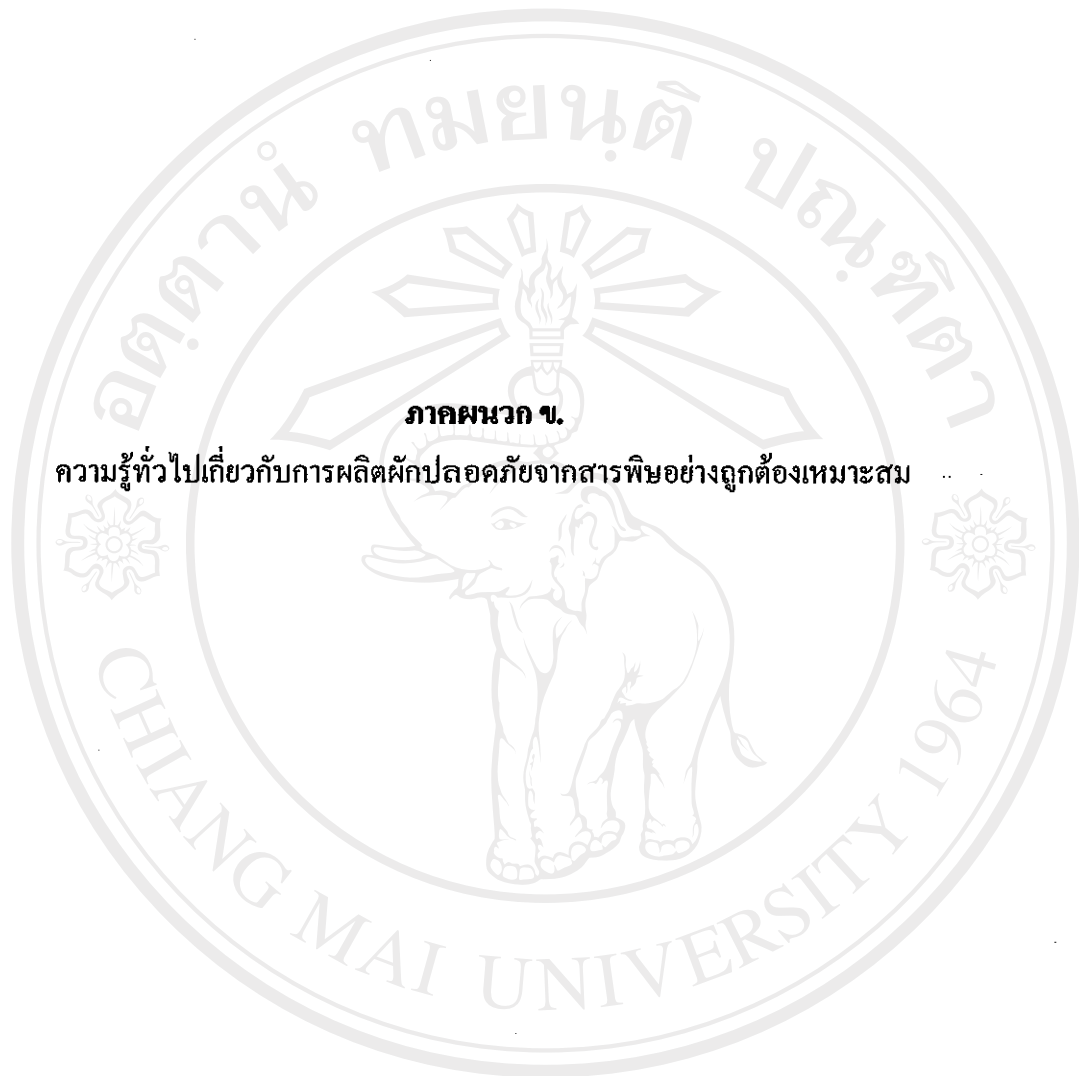 อตฺตานํ ทมยนฺติ ปณฺฑิตา
ภาคผนวก ข.
ความรู้ทั่วไปเกี่ยวกับการผลิตผักปลอดภัยจากสารพิษอย่างถูกต้องเหมาะสม
CHIANG MAI UNIVERSITY 1964